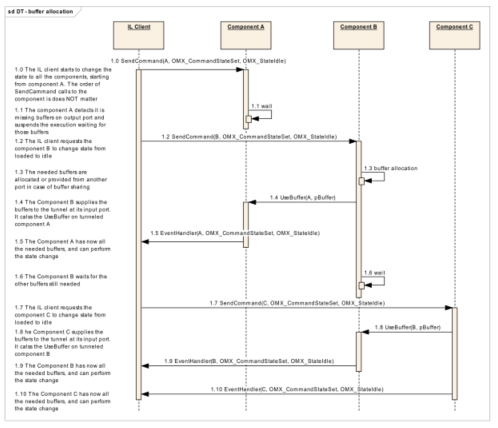 sd DT - buffer allocation
IL Client
Component A
Component B
Component C
1.0 SendCommand(A, OMX_CommandStateSet, OMX_StateIdle)
1.0 The IL client starts to change the
state to all the components, starting
from component A. The order of
SendCammand calls to the
component is does NOT matter
1.1 wait
1.1 The component A detects it is
missing buffers on output port and
suspends the execution waiting for
those buffers
1.2 SendCommand(B, OMX_CommandStateSet, OMX_StateIdle)
1.2 The IL client requests the
component B to change state from
loaded to idle
1.3 buffer allocation
1.3 The needed buffers are
allocated or provided from another
port in case of buffer sharing
1.4 UseBuffer(A, pBuffer)
1.4 The Component B supplies the
buffers to the tunnel at its input port.
It calss the UseBuffer on tunneled
component A
1.5 EventHandler(A, OMX_CommandStateSet, OMX_StateIdle)
1.5 The Component A has now all
the needed buffers, and can perform
the state change
1.6 wait
1.6 The Component B waits for the
other buffers still needed
1.7 SendCommand(C, OMX_CommandStateSet, OMX_StateIdle)
1.7 The IL client requests the
component C to change state from
loaded to idle
1.8 UseBuffer(B, pBuffer)
1.8 he Component C supplies the
buffers to the tunnel at its input port.
It calss the UseBuffer on tunneled
component B
1.9 EventHandler(B, OMX_CommandStateSet, OMX_StateIdle)
1.9 The Component B has now all
the needed buffers, and can perform
the state change
1.10 EventHandler(C, OMX_CommandStateSet, OMX_StateIdle)
1.10 The Component C has now all
the needed buffers, and can perform
the state change